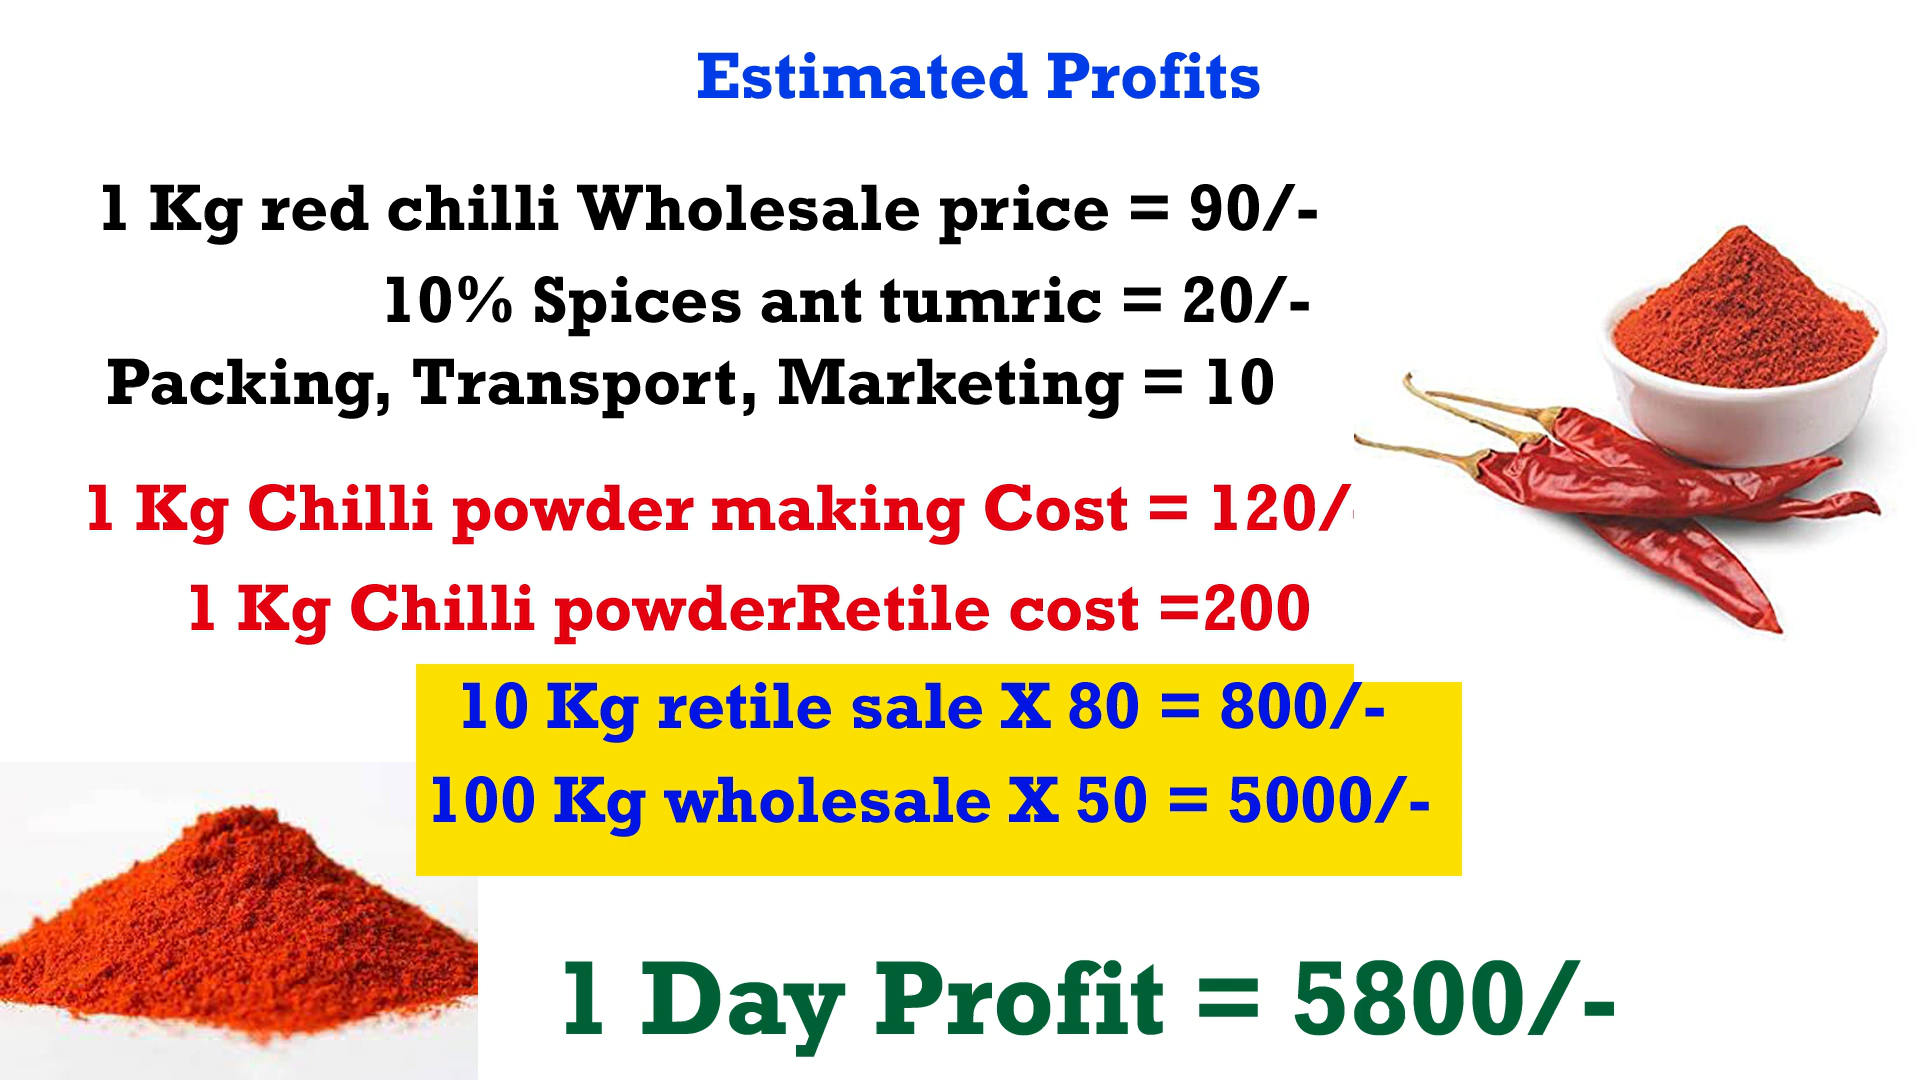 Estimated Profits
1 Kg red chilli Wholesale price = 90/-
10% Spices ant tumric = 20/-
Packing, Transport, Marketing = 10
1 Kg Chilli powder making Cost = 120/-
1 Kg Chilli powderRetile cost =200
10 Kg retile sale X 80 = 800/-
100 Kg wholesale X 50 = 5000/-
1 Day Profit = 5800/-